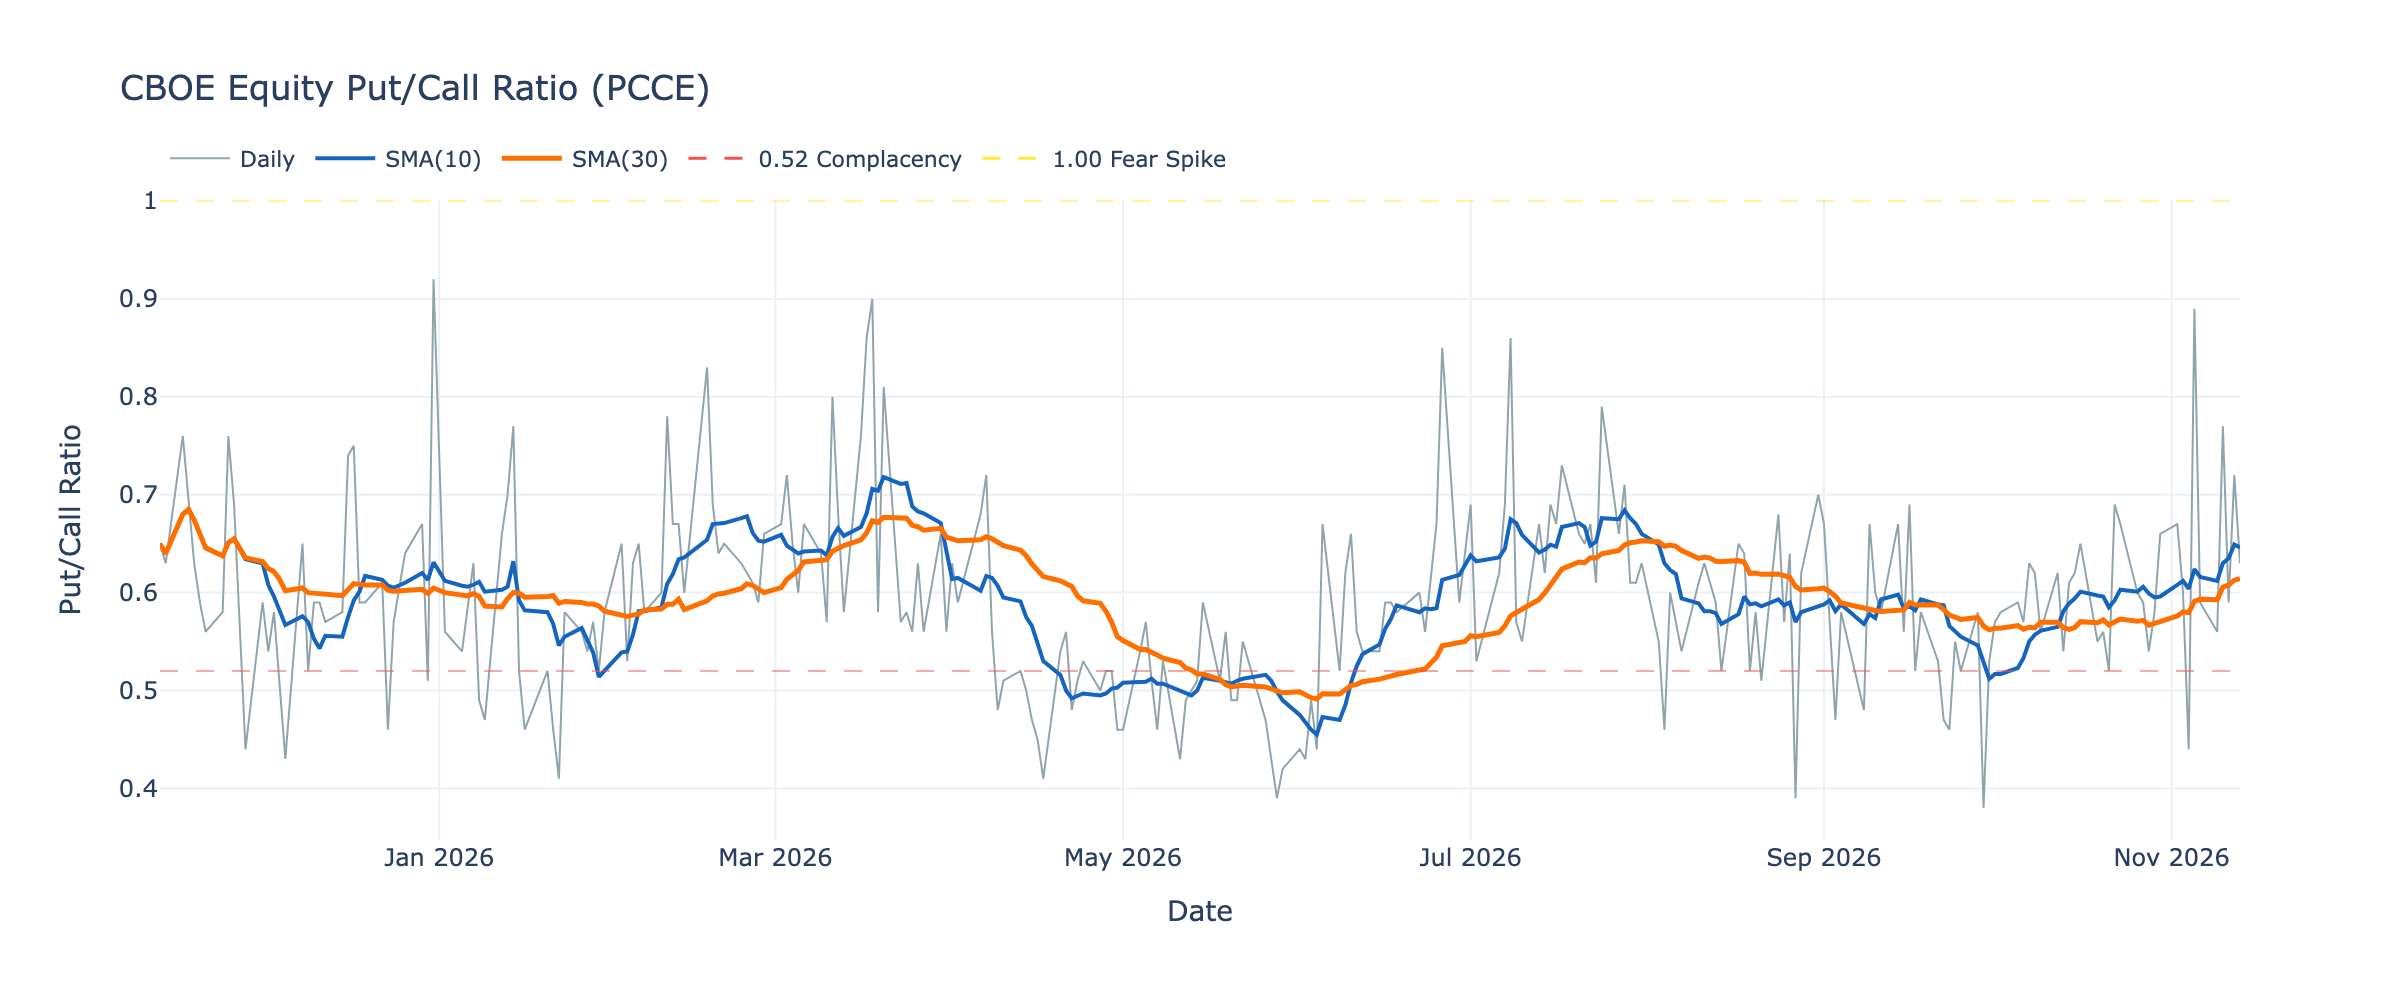 CBOE Equity Put/Call Ratio (PCCE)
Daily SMA(10) SMA(30) 0.52 Complacency 1.00 Fear Spike
1
0.9
0.8
0.7
0.6
0.5
0.4
Put/Call Ratio
Jan 2026 Mar 2026 May 2026 Jul 2026 Sep 2026 Nov 2026
Date